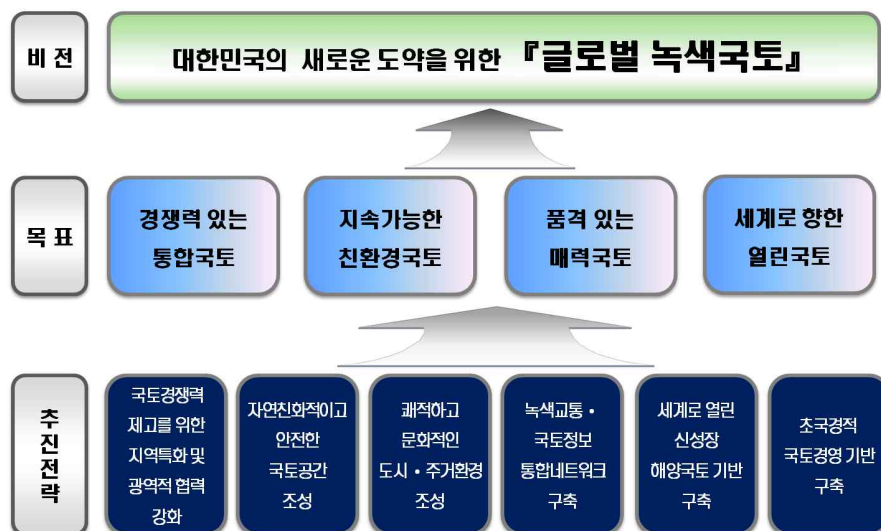 비 전
대한민국의 새로운 도약을 위한 『글로벌 녹색국토』
목 표
경쟁력 있는
통합국토
지속가능한
친환경국토
품격 있는
매력국토
세계로 향한
열린국토
추진전략
국토경쟁력
제고를 위한
지역특화 및
광역적 협력
강화
자연친화적이고
안전한
국토공간
조성
쾌적하고
문화적인
도시・주거환경
조성
녹색교통・
국토정보
통합네트워크
구축
세계로 열린
신성장
해양국토 기반
구축
초국경적
국토경영 기반
구축